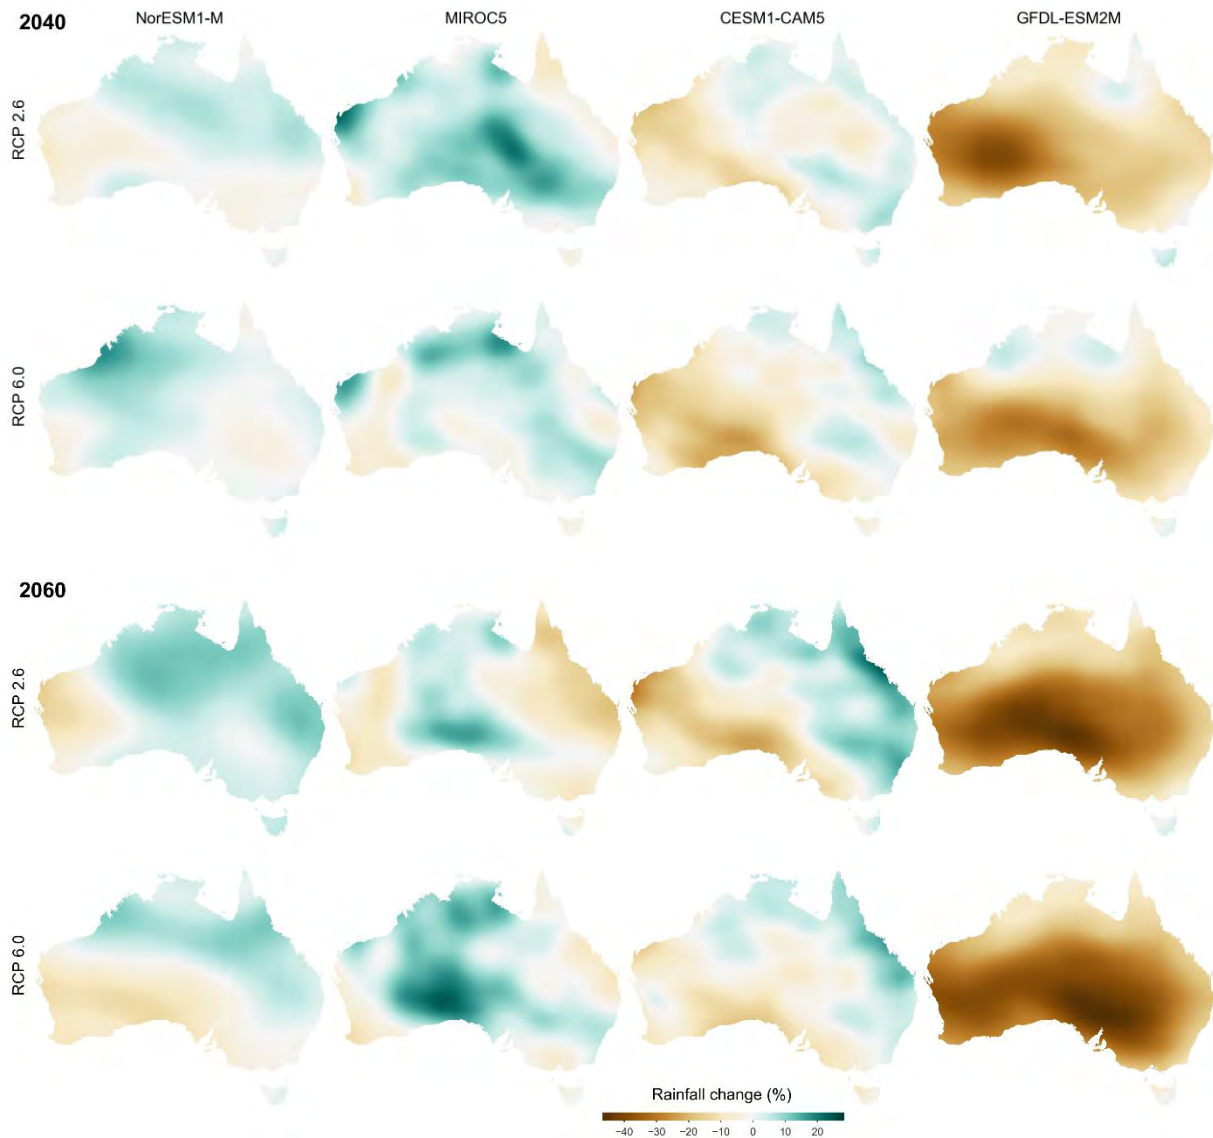 2040
NorESM1-M MIROC5 CESM1-CAM5 GFDL-ESM2M
RCP 2.6
RCP 6.0
2060
RCP 2.6
RCP 6.0
Rainfall change (%)
−40 −30 −20 −10 0 10 20